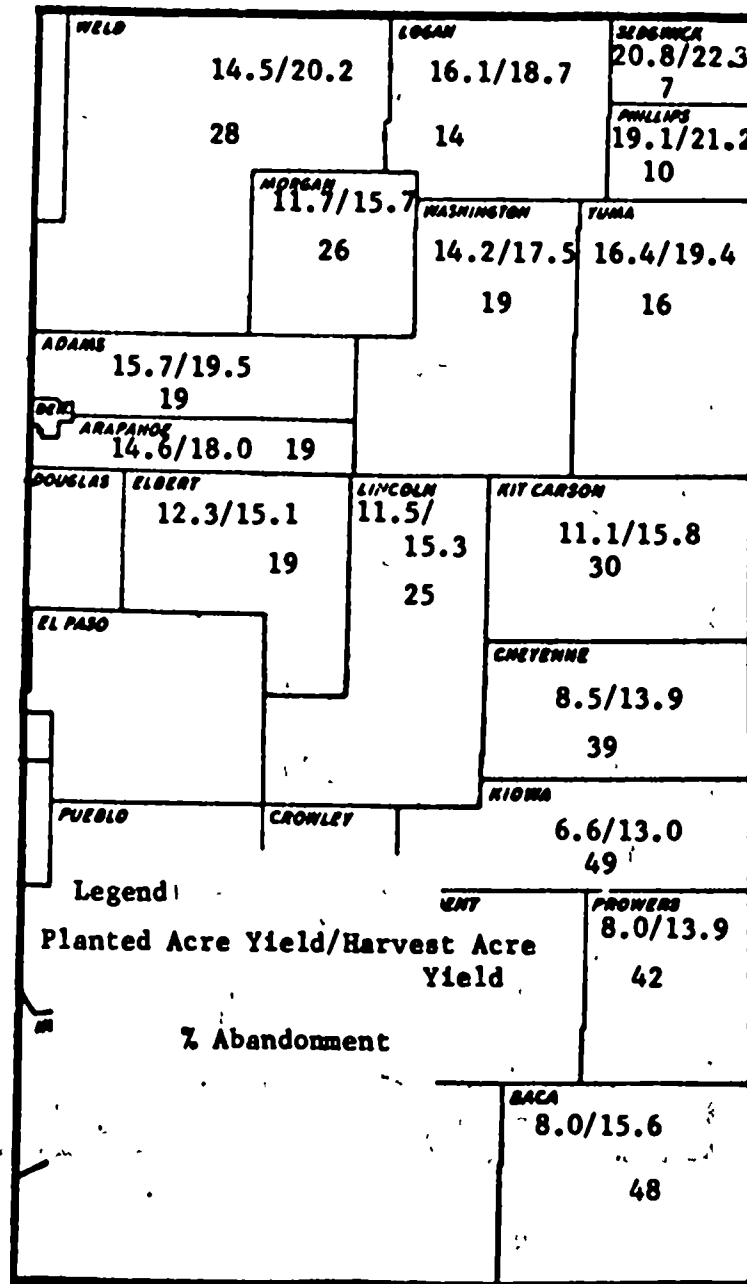 WELD
14.5/20.2
28
LOGAN
16.1/18.7
14
SEDGWICK
20.8/22.3
7
PHILLIPS
19.1/21.2
10
MORGAN
11.7/15.7
26
WASHINGTON
14.2/17.5
19
YUMA
16.4/19.4
16
ADAMS
15.7/19.5
19
DEN
ARAPAHOE
14.6/18.0 19
DOUGLAS
ELBERT
12.3/15.1
19
LINCOLN
11.5/
15.3
25
KIT CARSON
11.1/15.8
30
EL PASO
CHEYENNE
8.5/13.9
39
KIOWA
6.6/13.0
49
PUEBLO
CROWLEY
Legend
Planted Acre Yield/Harvest Acre
Yield
% Abandonment
ENT
PROWERS
8.0/13.9
42
BACA
8.0/15.6
48